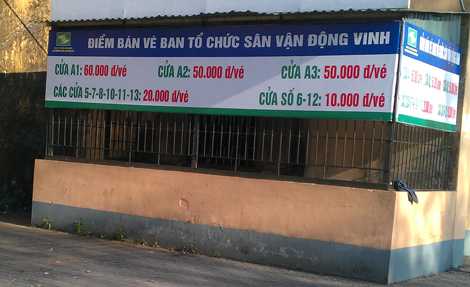 ĐIỂM BÁN VÉ BAN TỔ CHỨC SÂN VẬN ĐỘNG VINH
CỬA A1: 60.000 đ/vé CỬA A2: 50.000 đ/vé CỬA A3: 50.000 đ/vé
CÁC CỬA 5-7-8-10-11-13: 20.000 đ/vé CỬA SỐ 6-12: 10.000 đ/vé